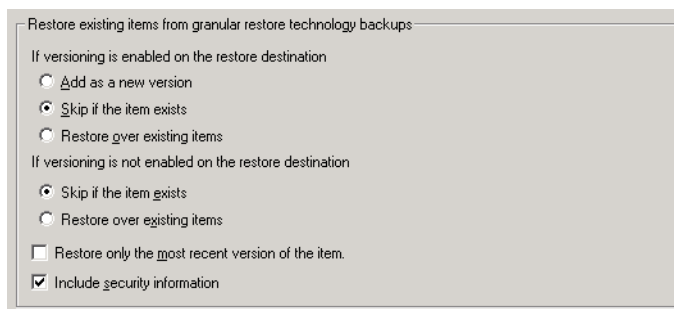 Restore existing items from granular restore technology backups
If versioning is enabled on the restore destination
Add as a new version
Skip if the item exists
Restore over existing items
If versioning is not enabled on the restore destination
Skip if the item exists
Restore over existing items
Restore only the most recent version of the item.
Include security information